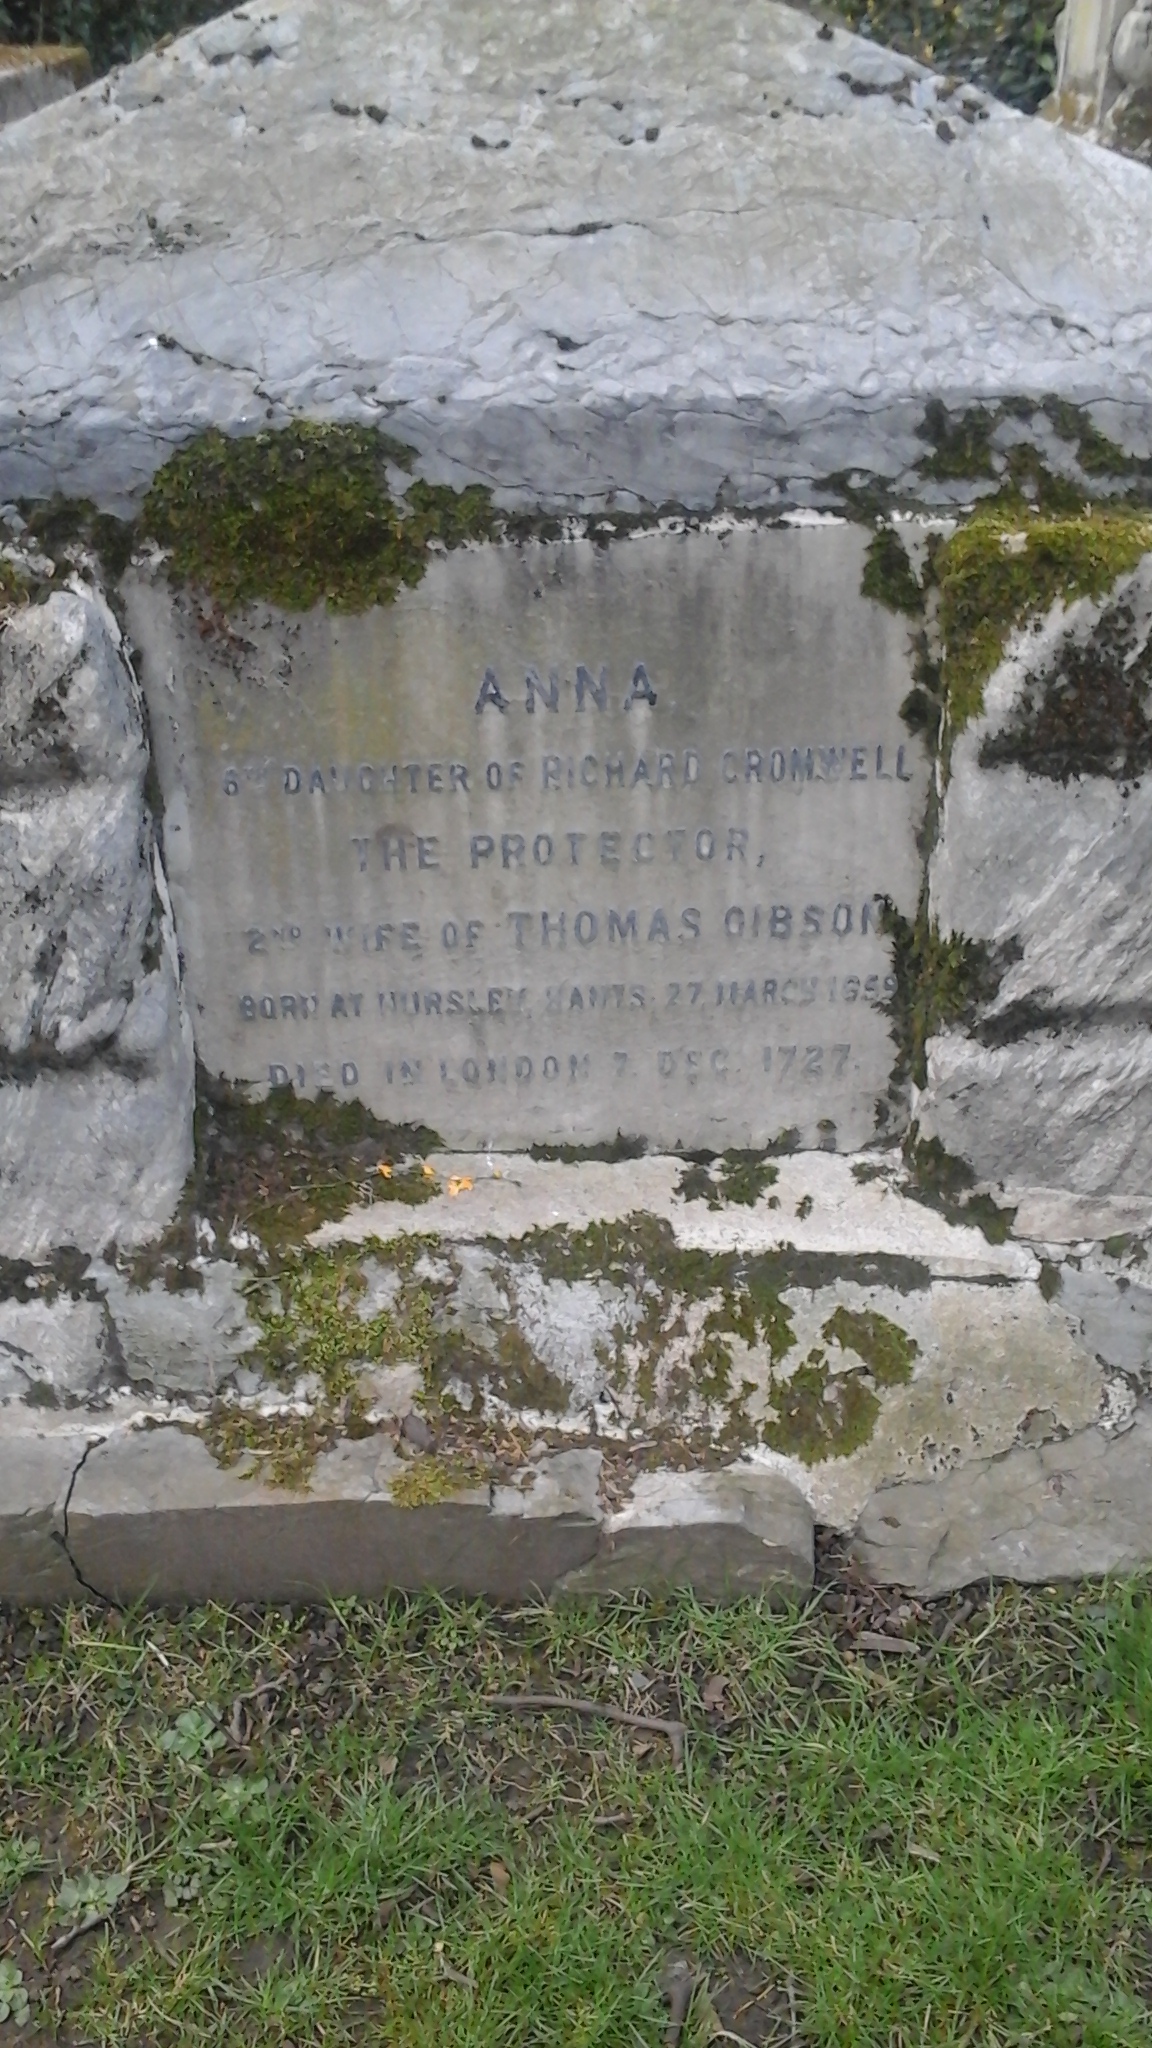 ANNA
6TH DAUGHTER OF RICHARD CROMWELL
THE PROTECTOR,
2ND WIFE OF THOMAS GIBSON
BORN AT HURSLEY, HANTS, 27 MARCH 1659
DIED IN LONDON 7. DEC. 1727.